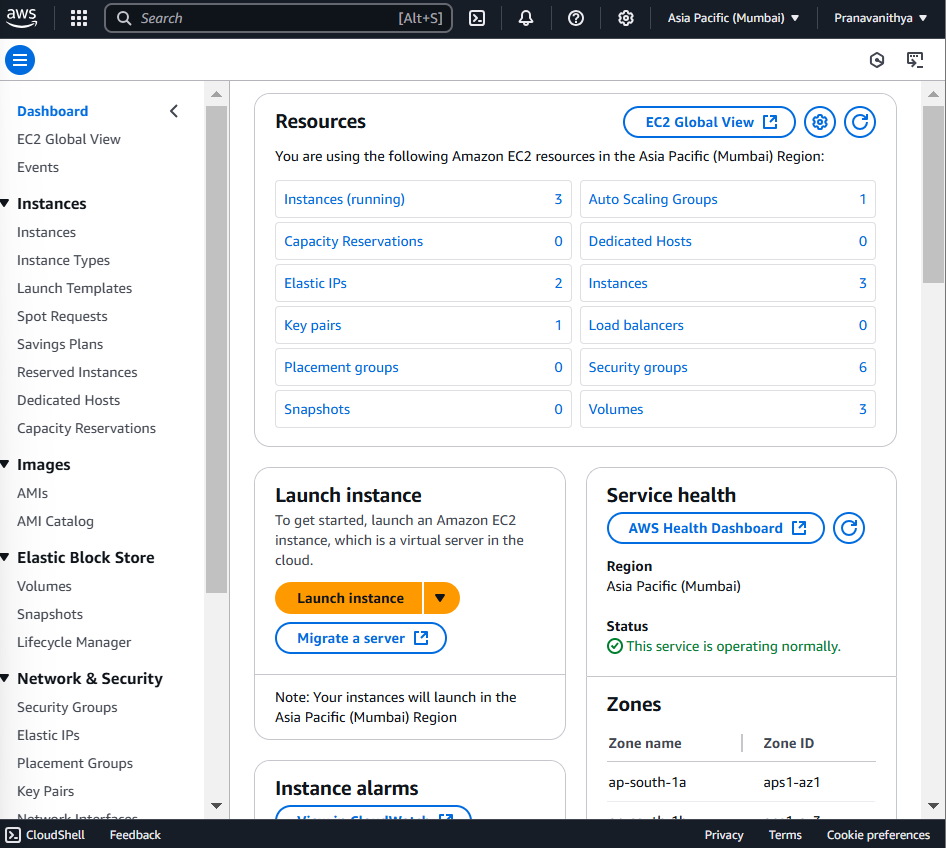 aws
Search [Alt+S]
Asia Pacific (Mumbai)
Pranavanithya
Dashboard
EC2 Global View
Events
Instances
Instances
Instance Types
Launch Templates
Spot Requests
Savings Plans
Reserved Instances
Dedicated Hosts
Capacity Reservations
Images
AMIs
AMI Catalog
Elastic Block Store
Volumes
Snapshots
Lifecycle Manager
Network & Security
Security Groups
Elastic IPs
Placement Groups
Key Pairs
Network Interfaces
Resources
EC2 Global View
You are using the following Amazon EC2 resources in the Asia Pacific (Mumbai) Region:
Instances (running) 3
Auto Scaling Groups 1
Capacity Reservations 0
Dedicated Hosts 0
Elastic IPs 2
Instances 3
Key pairs 1
Load balancers 0
Placement groups 0
Security groups 6
Snapshots 0
Volumes 3
Launch instance
To get started, launch an Amazon EC2
instance, which is a virtual server in the
cloud.
Launch instance
Migrate a server
Note: Your instances will launch in the
Asia Pacific (Mumbai) Region
Instance alarms
View in CloudWatch
Service health
AWS Health Dashboard
Region
Asia Pacific (Mumbai)
Status
This service is operating normally.
Zones
Zone name Zone ID
ap-south-1a aps1-az1
CloudShell Feedback
Privacy Terms Cookie preferences